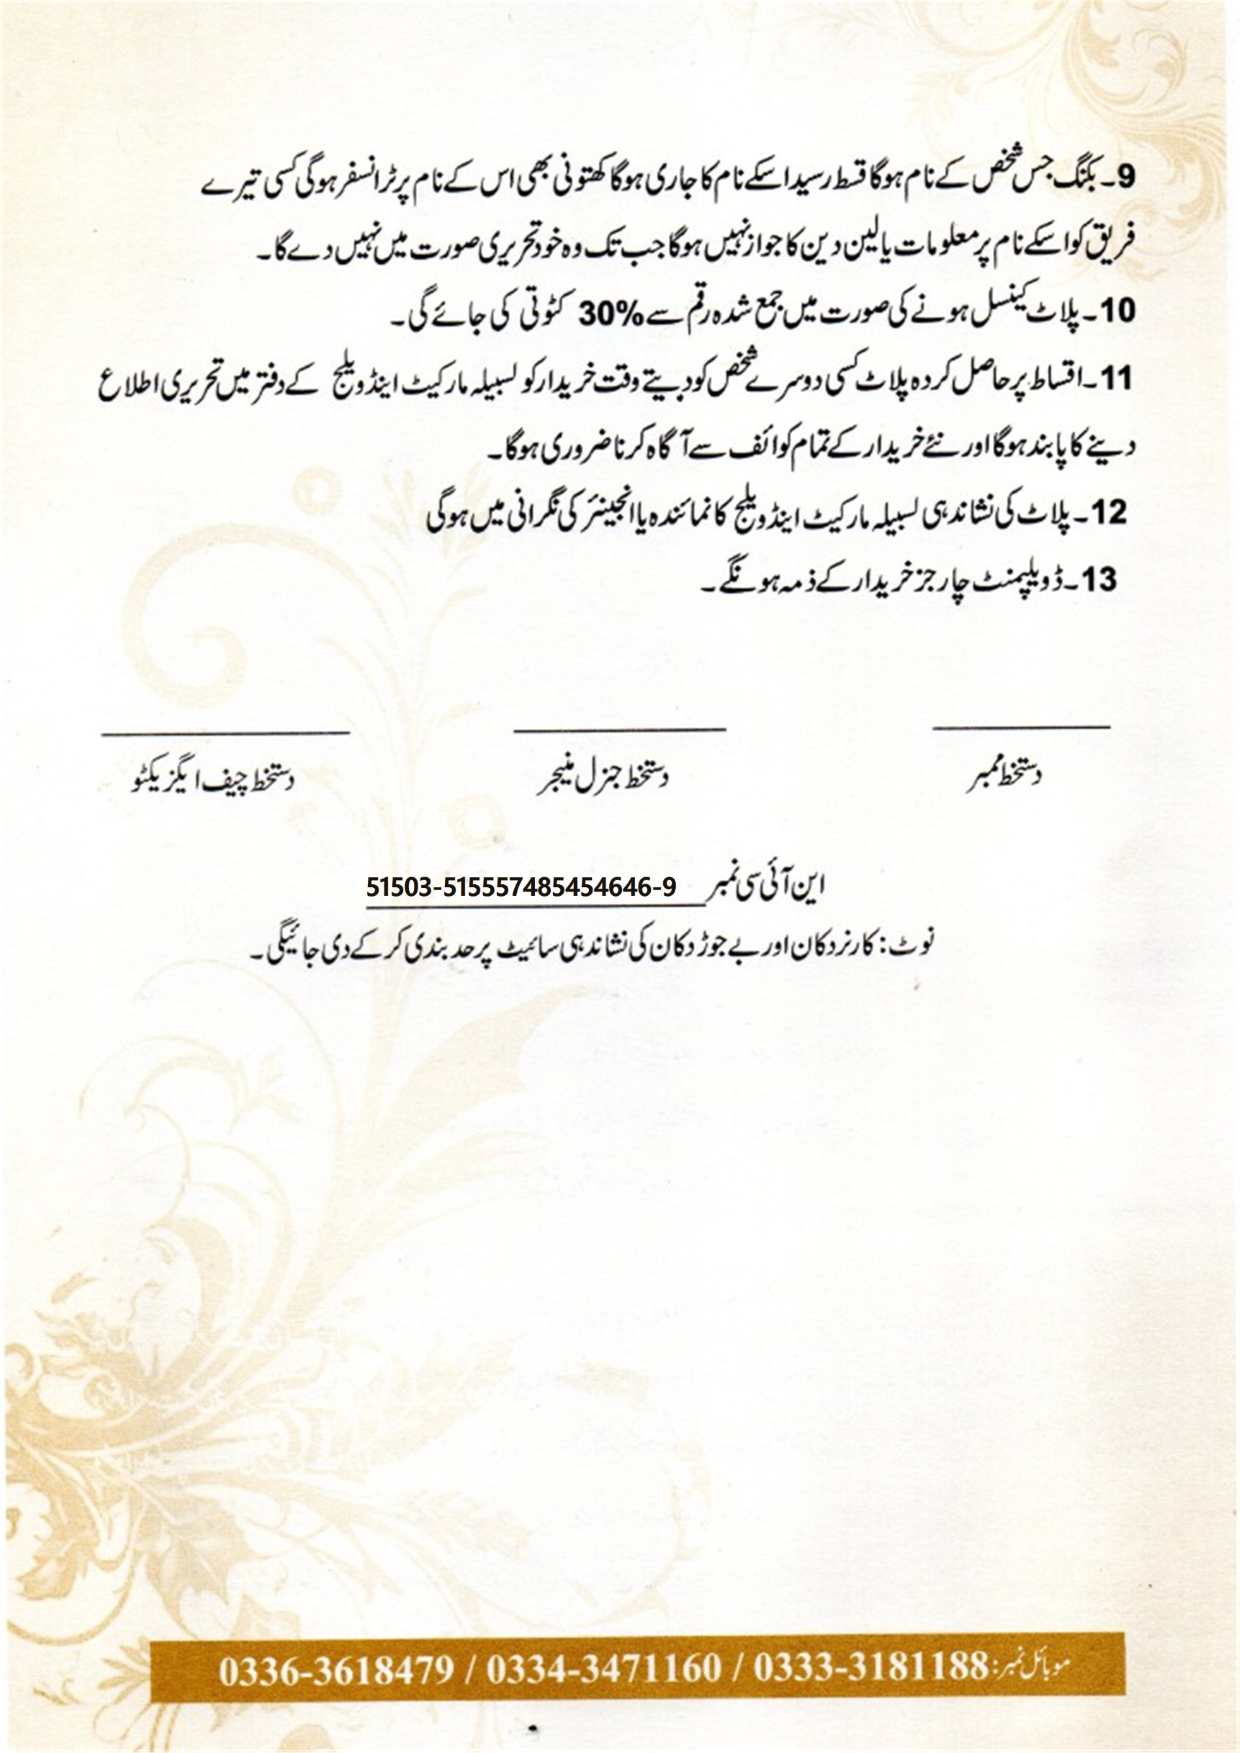 9۔ بکنگ جس شخص کے نام ہوگا قسط رسید اسکے نام کا جاری ہوگا کھتونی بھی اس کے نام پر ٹرانسفر ہوگی کسی تیرے
فریق کو اسکے نام پر معلومات یا لین دین کا جواز نہیں ہوگا جب تک وہ خود تحریری صورت میں نہیں دے گا۔
10۔ پلاٹ کینسل ہونے کی صورت میں جمع شدہ رقم سے %30 کٹوتی کی جائے گی۔
11۔ اقساط پر حاصل کردہ پلاٹ کسی دوسرے شخص کو دیتے وقت خریدار کو لسبیلہ مارکیٹ اینڈ ویلج کے دفتر میں تحریری اطلاع
دینے کا پابند ہوگا اور نئے خریدار کے تمام کوائف سے آگاہ کرنا ضروری ہوگا۔
12۔ پلاٹ کی نشاندہی لسبیلہ مارکیٹ اینڈ ویلج کا نمائندہ یا انجینئر کی نگرانی میں ہوگی
13۔ ڈویلپمنٹ چارجز خریدار کے ذمہ ہونگے۔
دستخط ممبر دستخط جنرل منیجر دستخط چیف ایگزیکٹو
این آئی سی نمبر 51503-515557485454646-9
نوٹ: کارنر دکان اور بے جوڑ دکان کی نشاندہی سائیٹ پر حد بندی کر کے دی جائیگی۔
موبائل نمبر: 0333-3181188 / 0334-3471160 / 0336-3618479